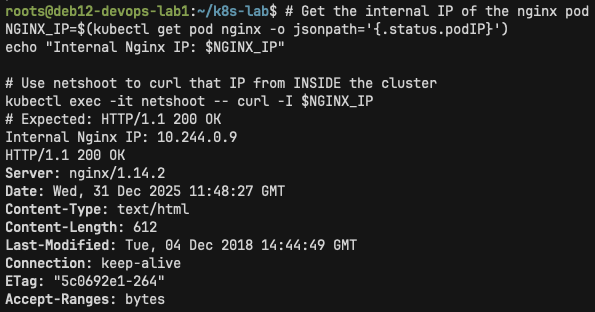 roots@deb12-devops-lab1:~/k8s-lab$ # Get the internal IP of the nginx pod
NGINX_IP=$(kubectl get pod nginx -o jsonpath='{.status.podIP}')
echo "Internal Nginx IP: $NGINX_IP"

# Use netshoot to curl that IP from INSIDE the cluster
kubectl exec -it netshoot -- curl -I $NGINX_IP
# Expected: HTTP/1.1 200 OK
Internal Nginx IP: 10.244.0.9
HTTP/1.1 200 OK
Server: nginx/1.14.2
Date: Wed, 31 Dec 2025 11:48:27 GMT
Content-Type: text/html
Content-Length: 612
Last-Modified: Tue, 04 Dec 2018 14:44:49 GMT
Connection: keep-alive
ETag: "5c0692e1-264"
Accept-Ranges: bytes